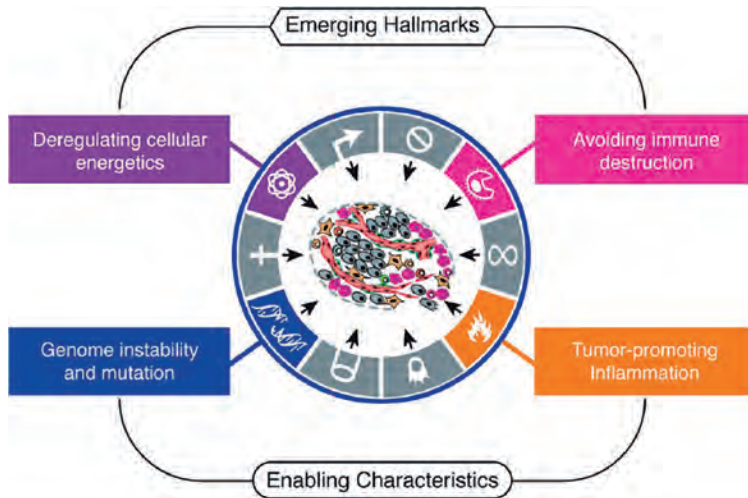 Emerging Hallmarks
Deregulating cellular
energetics
Avoiding immune
destruction
Genome instability
and mutation
Tumor-promoting
Inflammation
Enabling Characteristics